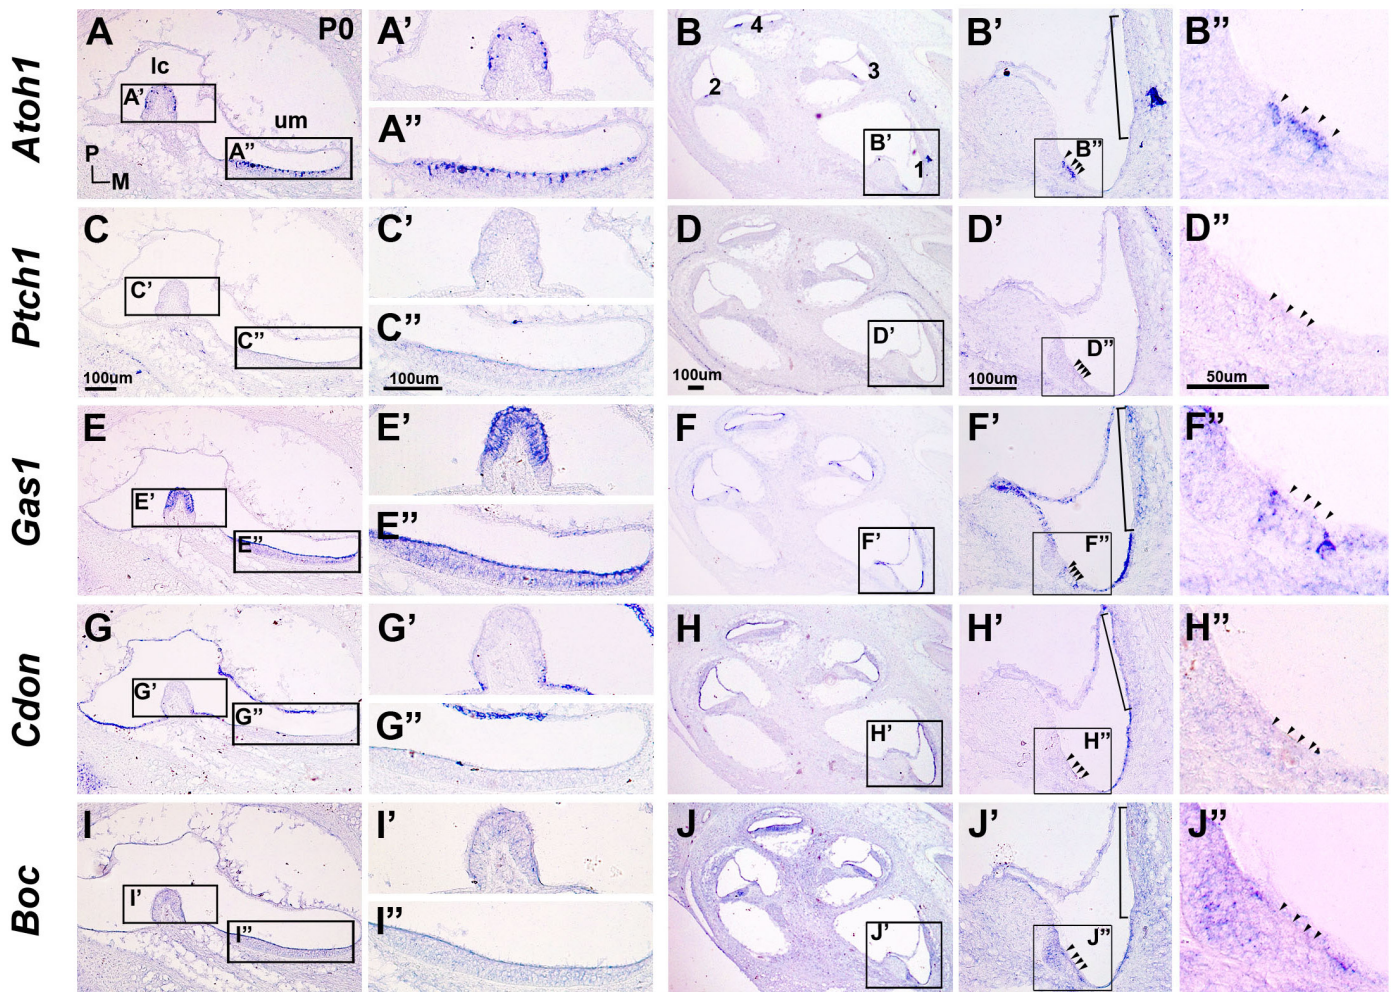 Atoh1
A
P0
lc
A’
um
A”
P
M
A’
A”
B
4
3
2
B’
1
B’
B”
B”
Ptch1
C
C’
C”
100um
C’
C”
100um
D
D’
100um
D’
D”
100um
D”
50um
Gas1
E
E’
E”
E’
E”
F
F’
F’
F”
F”
Cdon
G
G’
G”
G’
G”
H
H’
H’
H”
H”
Boc
I
I’
I”
I’
I”
J
J’
J’
J”
J”